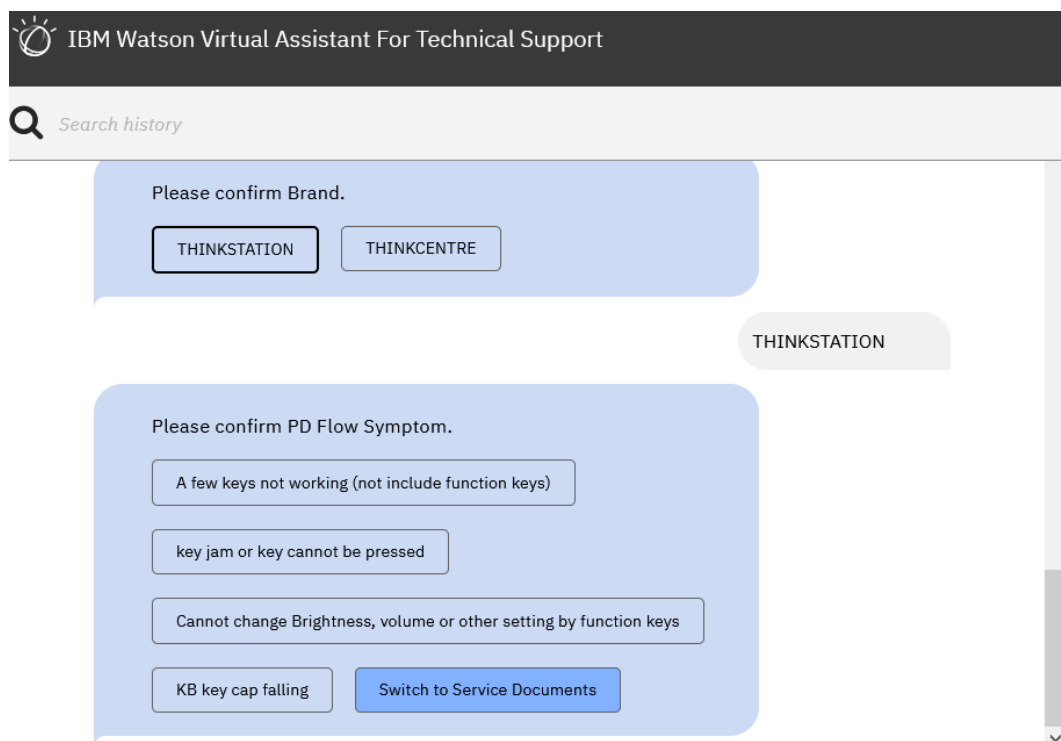 IBM Watson Virtual Assistant For Technical Support
Search history
Please confirm Brand.
THINKSTATION
THINKCENTRE
THINKSTATION
Please confirm PD Flow Symptom.
A few keys not working (not include function keys)
key jam or key cannot be pressed
Cannot change Brightness, volume or other setting by function keys
KB key cap falling
Switch to Service Documents